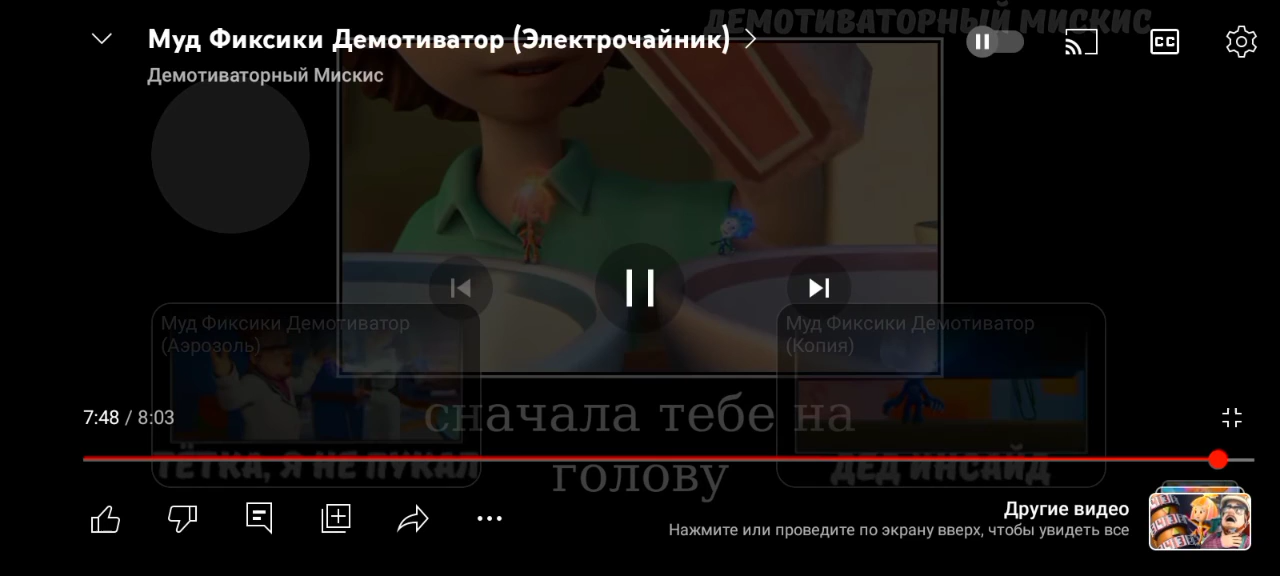 ДЕМОТИВАТОРНЫЙ МИСКИС
Муд Фиксики Демотиватор (Электрочайник)
Демотиваторный Мискис
CC
Муд Фиксики Демотиватор
(Аэрозоль)
Муд Фиксики Демотиватор
(Копия)
7:48 / 8:03
сначала тебе на
голову
ТЁТКА, Я НЕ ПУКАЛ
ДЕД ИНСАЙД
Другие видео
Нажмите или проведите по экрану вверх, чтобы увидеть все